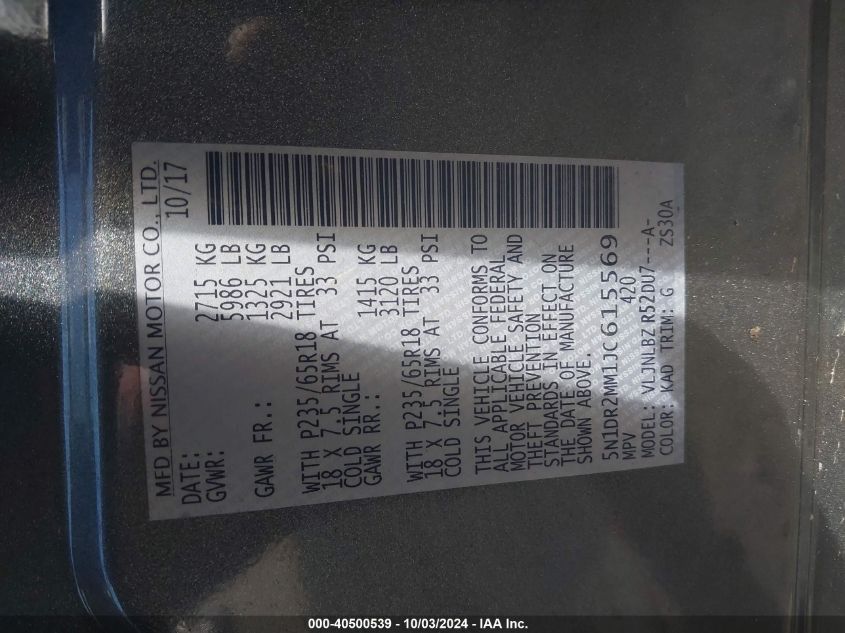 MFD BY NISSAN MOTOR CO., LTD.
DATE: 10/17
GVWR: 2715 KG
5986 LB
GAWR FR.: 1325 KG
2921 LB
WITH P235/65R18 TIRES
18 X 7.5 RIMS AT 33 PSI
COLD SINGLE
GAWR RR.: 1415 KG
3120 LB
WITH P235/65R18 TIRES
18 X 7.5 RIMS AT 33 PSI
COLD SINGLE
THIS VEHICLE CONFORMS TO
ALL APPLICABLE FEDERAL
MOTOR VEHICLE SAFETY AND
THEFT PREVENTION
STANDARDS IN EFFECT ON
THE DATE OF MANUFACTURE
SHOWN ABOVE.
5N1DR2MM1JC615569
MPV 420
MODEL: VLJNLBZ R52DU7---A-
COLOR: KAD TRIM: G ZS30A
000-40500539 - 10/03/2024 - IAA Inc.